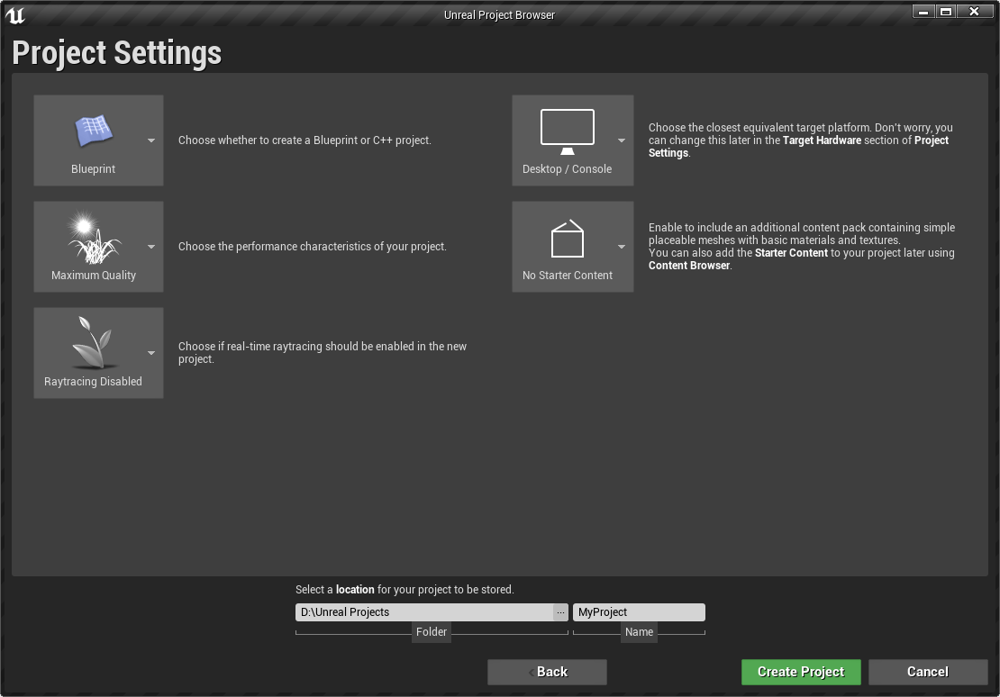 Unreal Project Browser
Project Settings
Blueprint
Choose whether to create a Blueprint or C++ project.
Desktop / Console
Choose the closest equivalent target platform. Don't worry, you
can change this later in the Target Hardware section of Project
Settings.
Maximum Quality
Choose the performance characteristics of your project.
No Starter Content
Enable to include an additional content pack containing simple
placeable meshes with basic materials and textures.
You can also add the Starter Content to your project later using
Content Browser.
Raytracing Disabled
Choose if real-time raytracing should be enabled in the new
project.
Select a location for your project to be stored.
D:\Unreal Projects
...
MyProject
Folder
Name
Back
Create Project
Cancel